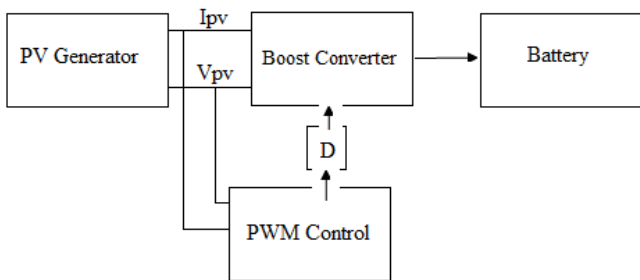 Ipv
PV Generator
Boost Converter
Battery
Vpv
D
PWM Control